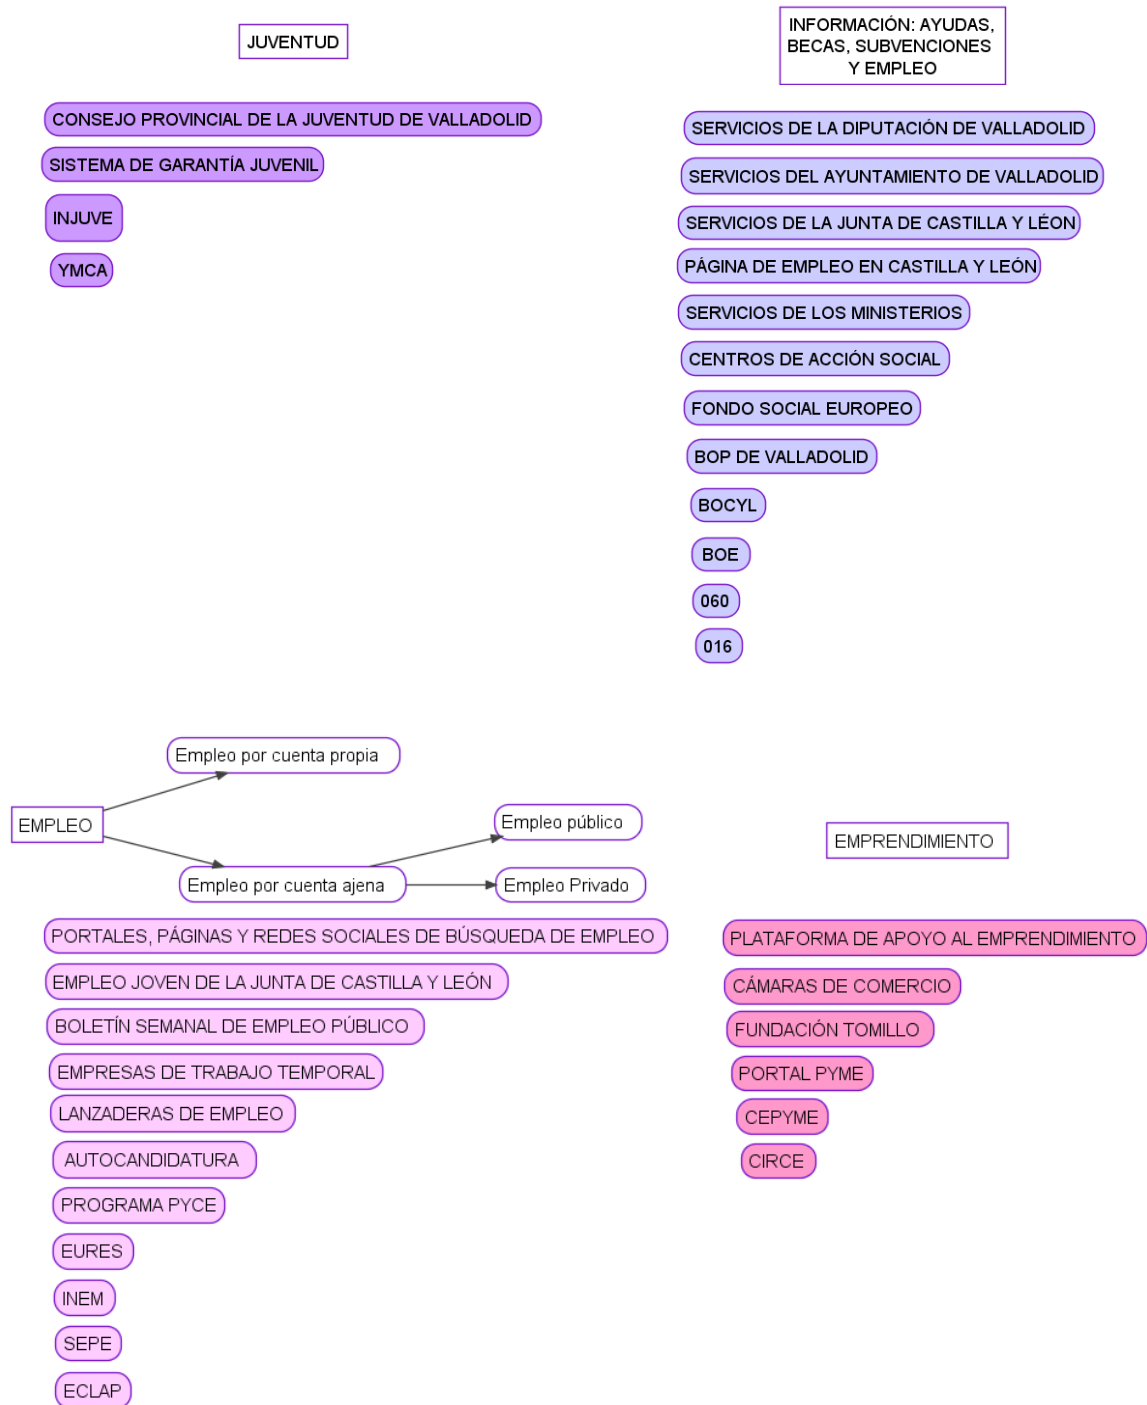 JUVENTUD
CONSEJO PROVINCIAL DE LA JUVENTUD DE VALLADOLID
SISTEMA DE GARANTÍA JUVENIL
INJUVE
YMCA
INFORMACIÓN: AYUDAS,
BECAS, SUBVENCIONES
Y EMPLEO
SERVICIOS DE LA DIPUTACIÓN DE VALLADOLID
SERVICIOS DEL AYUNTAMIENTO DE VALLADOLID
SERVICIOS DE LA JUNTA DE CASTILLA Y LÉON
PÁGINA DE EMPLEO EN CASTILLA Y LEÓN
SERVICIOS DE LOS MINISTERIOS
CENTROS DE ACCIÓN SOCIAL
FONDO SOCIAL EUROPEO
BOP DE VALLADOLID
BOCYL
BOE
060
016
EMPLEO
Empleo por cuenta propia
Empleo por cuenta ajena
Empleo público
Empleo Privado
PORTALES, PÁGINAS Y REDES SOCIALES DE BÚSQUEDA DE EMPLEO
EMPLEO JOVEN DE LA JUNTA DE CASTILLA Y LEÓN
BOLETÍN SEMANAL DE EMPLEO PÚBLICO
EMPRESAS DE TRABAJO TEMPORAL
LANZADERAS DE EMPLEO
AUTOCANDIDATURA
PROGRAMA PYCE
EURES
INEM
SEPE
ECLAP
EMPRENDIMIENTO
PLATAFORMA DE APOYO AL EMPRENDIMIENTO
CÁMARAS DE COMERCIO
FUNDACIÓN TOMILLO
PORTAL PYME
CEPYME
CIRCE